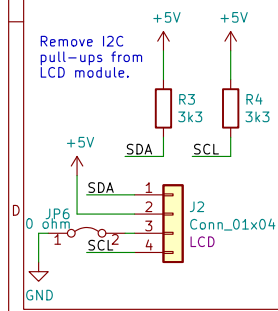 +5V
+5V
Remove I2C
pull-ups from
LCD module.
R3
3k3
R4
3k3
SDA
SCL
+5V
SDA
1
J2
2
Conn_01x04
LCD
3
4
D
JP6
0 ohm
1
2
SCL
GND